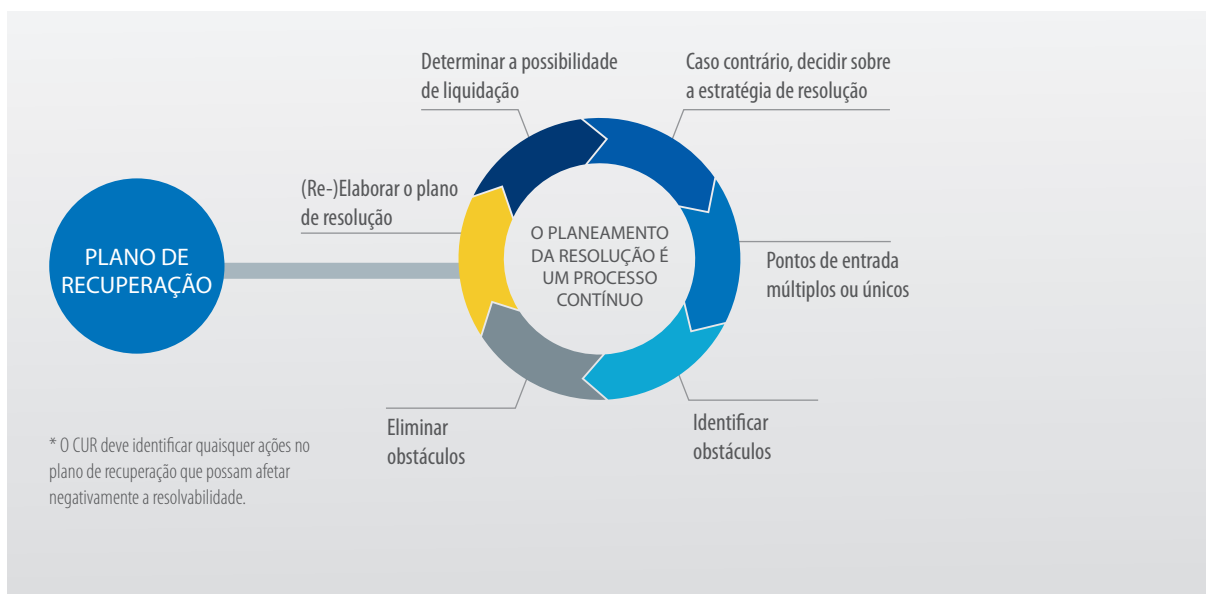 Determinar a possibilidade
de liquidação
Caso contrário, decidir sobre
a estratégia de resolução
(Re-)Elaborar o plano
de resolução
PLANO DE
RECUPERAÇÃO
O PLANEAMENTO
DA RESOLUÇÃO É
UM PROCESSO
CONTÍNUO
Pontos de entrada
múltiplos ou únicos
Eliminar
obstáculos
Identificar
obstáculos
* O CUR deve identificar quaisquer ações no
plano de recuperação que possam afetar
negativamente a resolvabilidade.